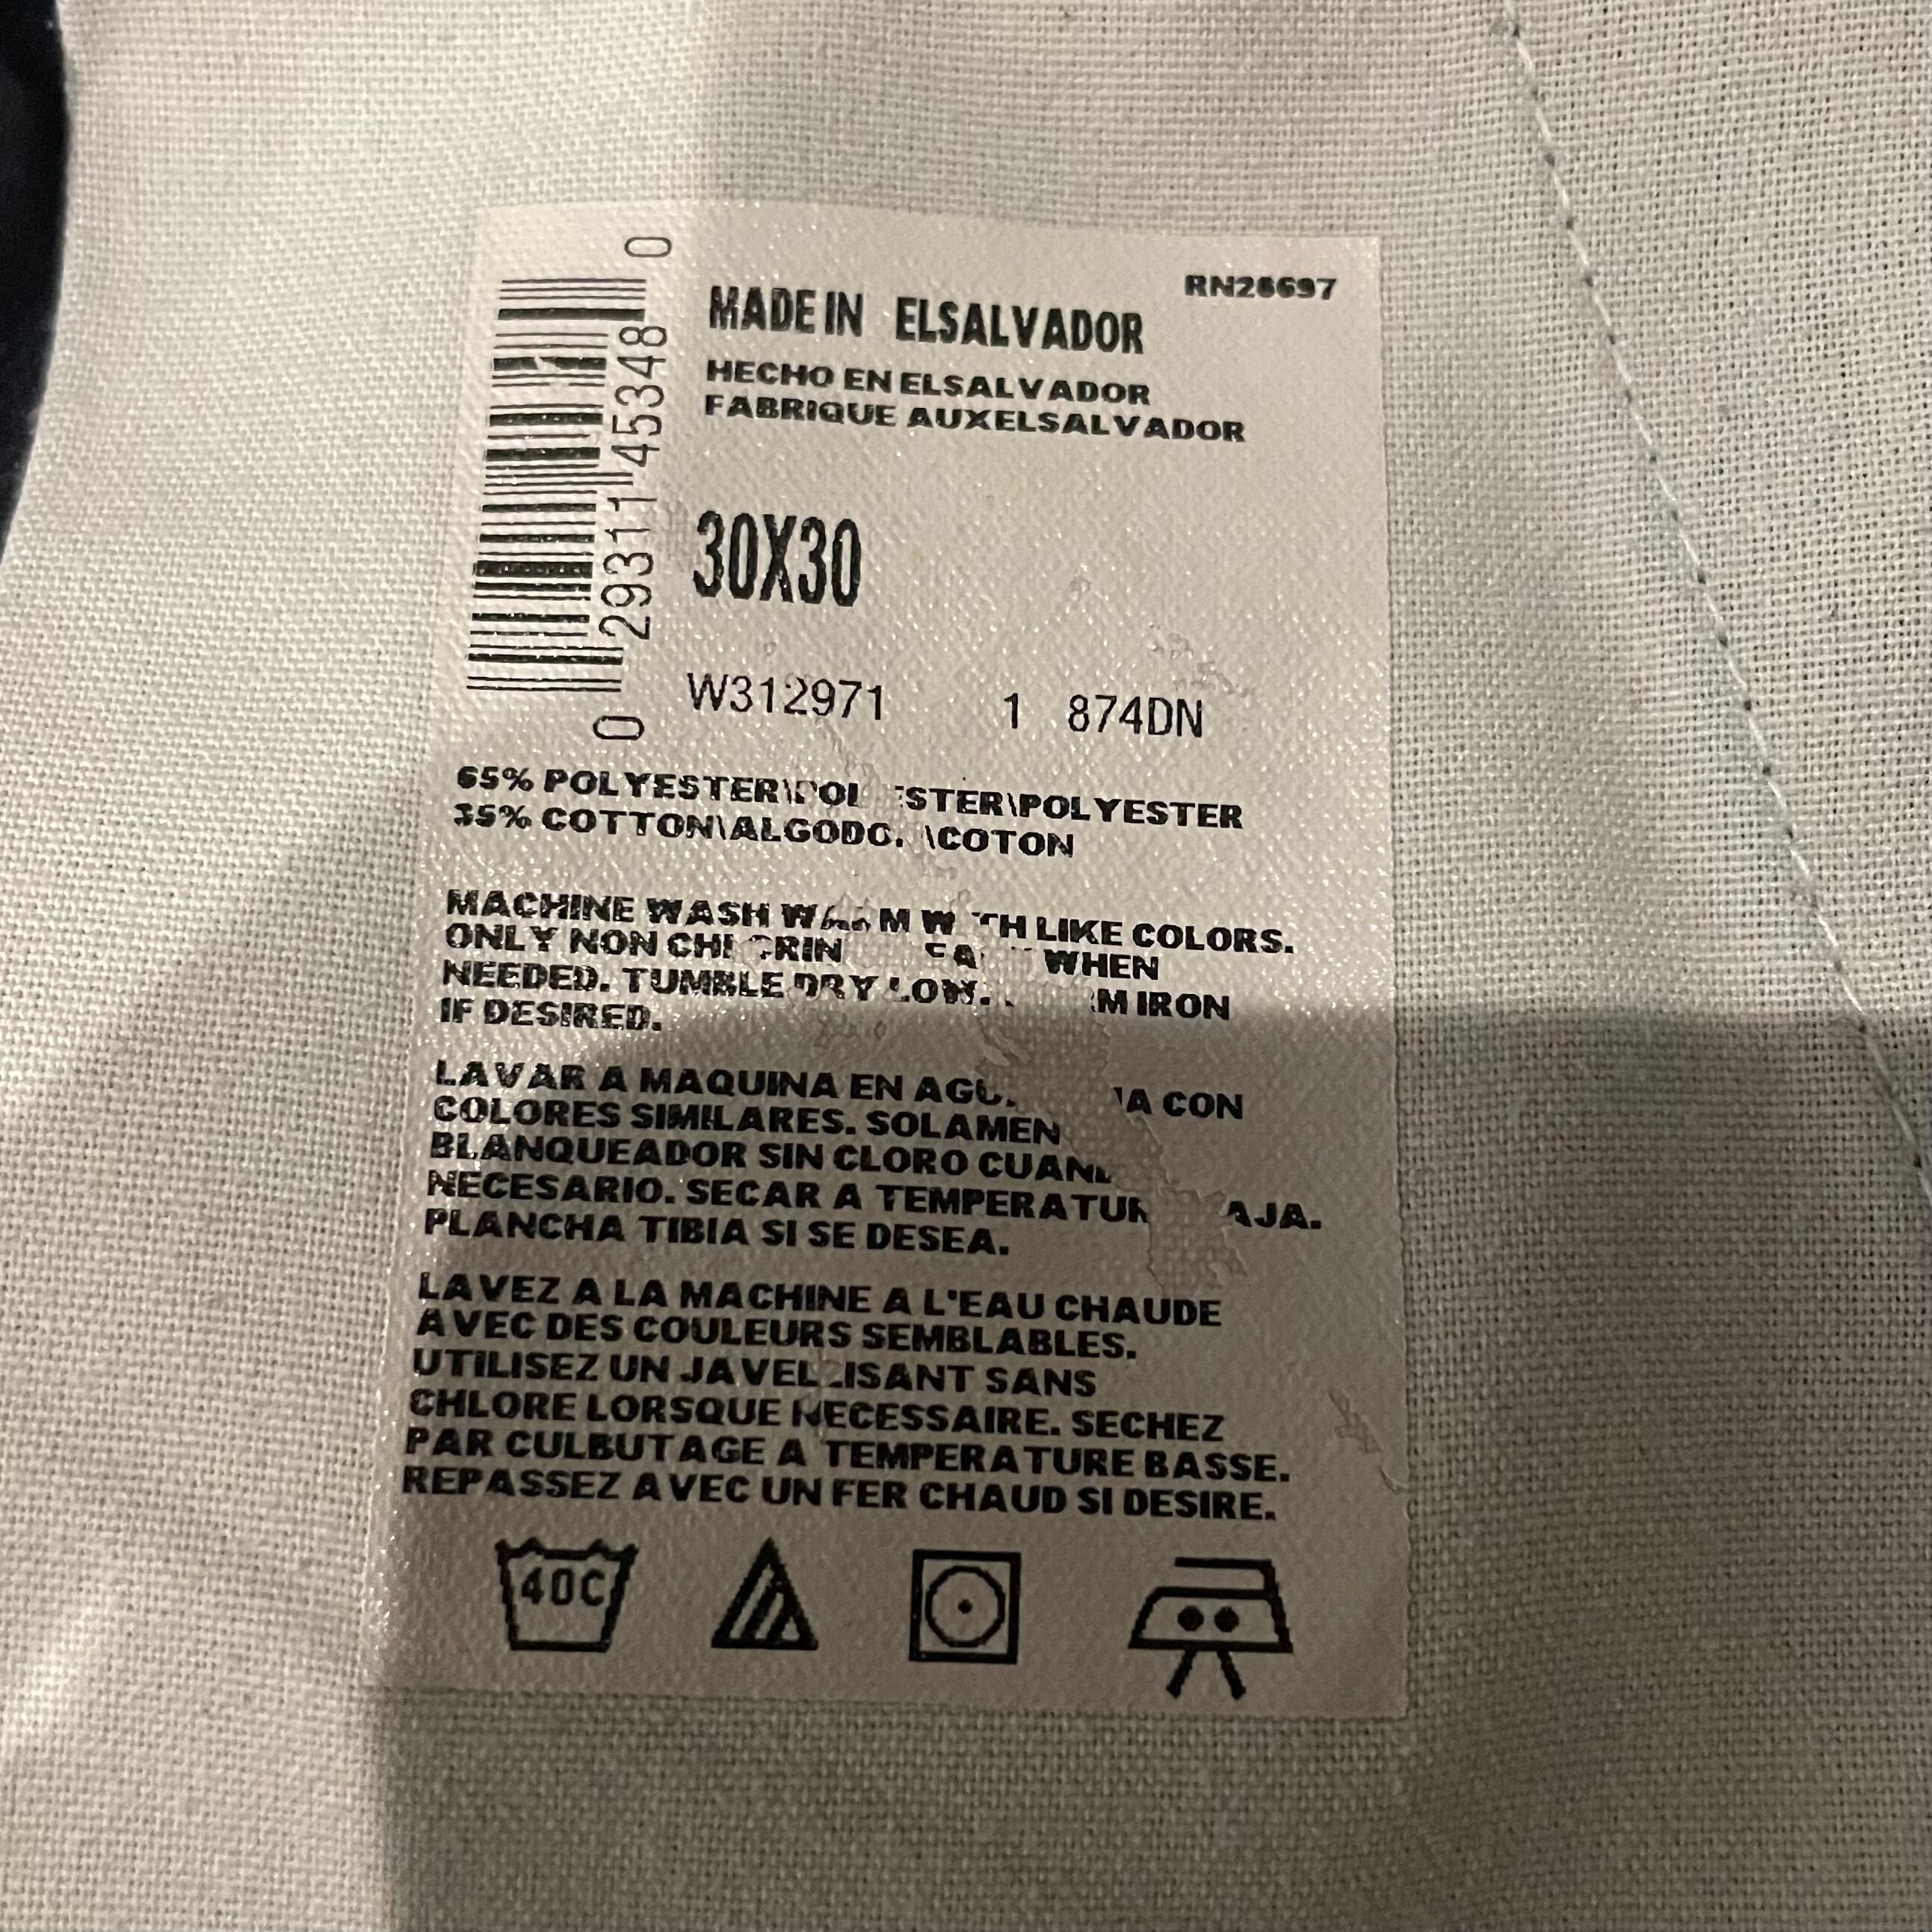 RN26697
MADE IN ELSALVADOR
HECHO EN ELSALVADOR
FABRIQUE AUXELSALVADOR
0 29311 45348 0
30X30
W312971 1 874DN
65% POLYESTER\ \POLYESTER
35% COTTON\ \COTON
MACHINE WASH LIKE COLORS.
ONLY NON WHEN
NEEDED. TUMBLE DRY LOW. IRON
IF DESIRED.
LAVAR A MAQUINA EN CON
COLORES SIMILARES.
BLANQUEADOR SIN CLORO
NECESARIO. SECAR A
PLANCHA TIBIA SI SE DESEA.
LAVEZ A LA MACHINE A L'EAU CHAUDE
AVEC DES COULEURS SEMBLABLES.
UTILISEZ UN JAVELLISANT SANS
CHLORE LORSQUE NECESSAIRE. SECHEZ
PAR CULBUTAGE A TEMPERATURE BASSE.
REPASSEZ AVEC UN FER CHAUD SI DESIRE.
40C